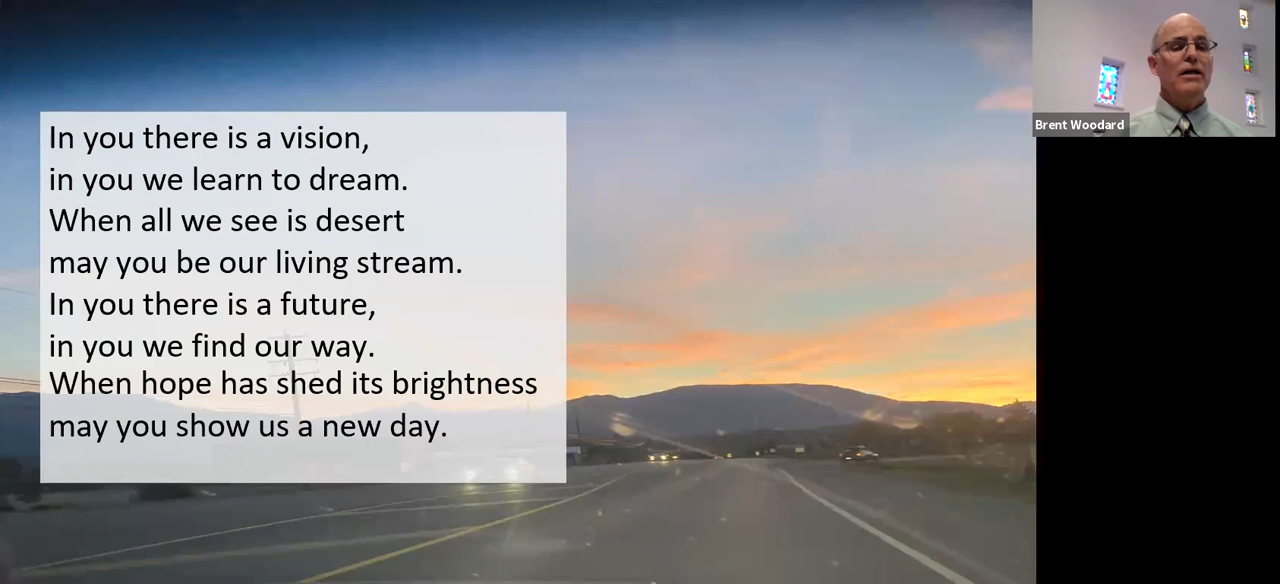 In you there is a vision,
in you we learn to dream.
When all we see is desert
may you be our living stream.
In you there is a future,
in you we find our way.
When hope has shed its brightness
may you show us a new day.
Brent Woodard